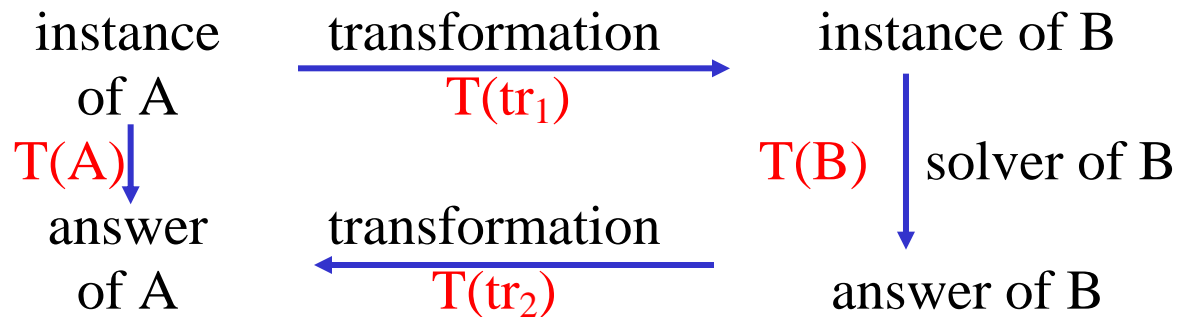 instance transformation instance of B
of A T(tr₁)
T(A) T(B) solver of B
answer transformation
of A T(tr₂) answer of B